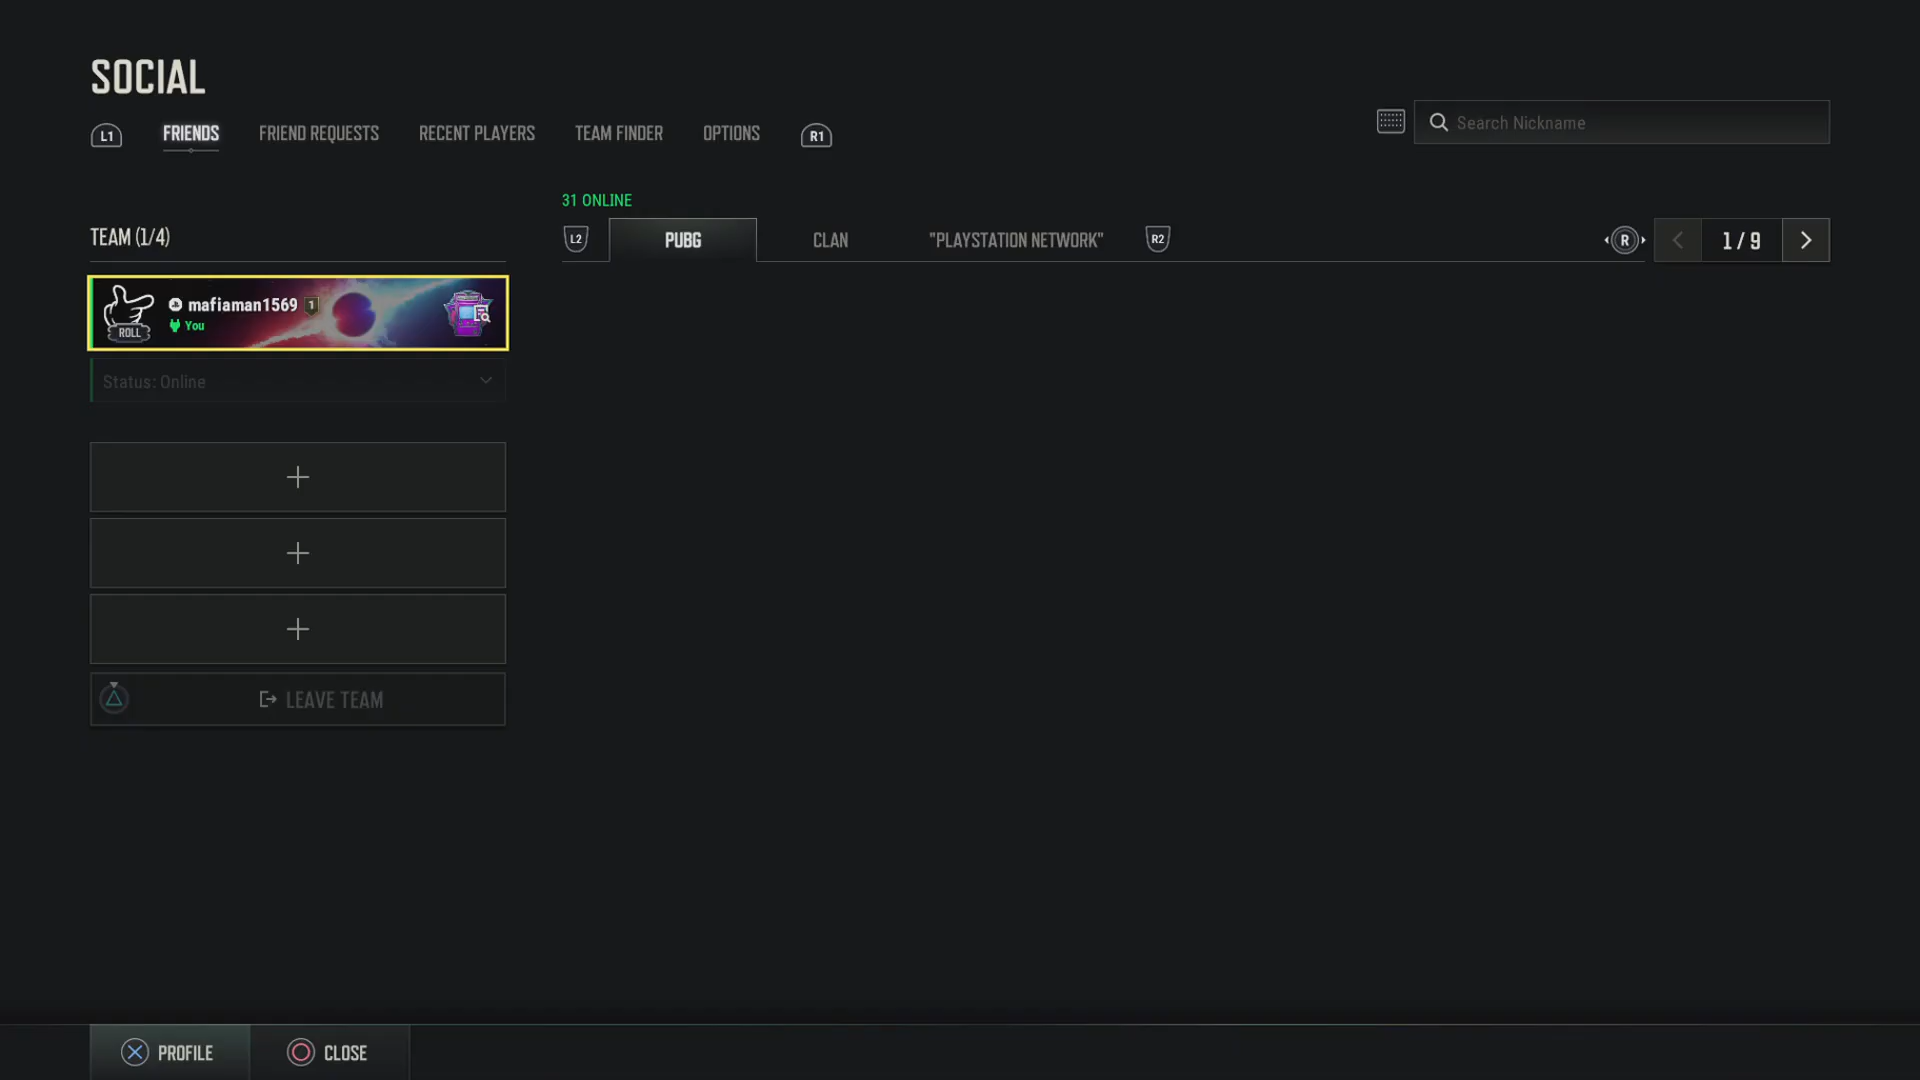 SOCIAL
L1 FRIENDS FRIEND REQUESTS RECENT PLAYERS TEAM FINDER OPTIONS R1
Search Nickname
31 ONLINE
TEAM (1/4)
L2 PUBG CLAN "PLAYSTATION NETWORK" R2
R 1 / 9
mafiaman1569 1
You
ROLL
Status: Online
LEAVE TEAM
PROFILE CLOSE